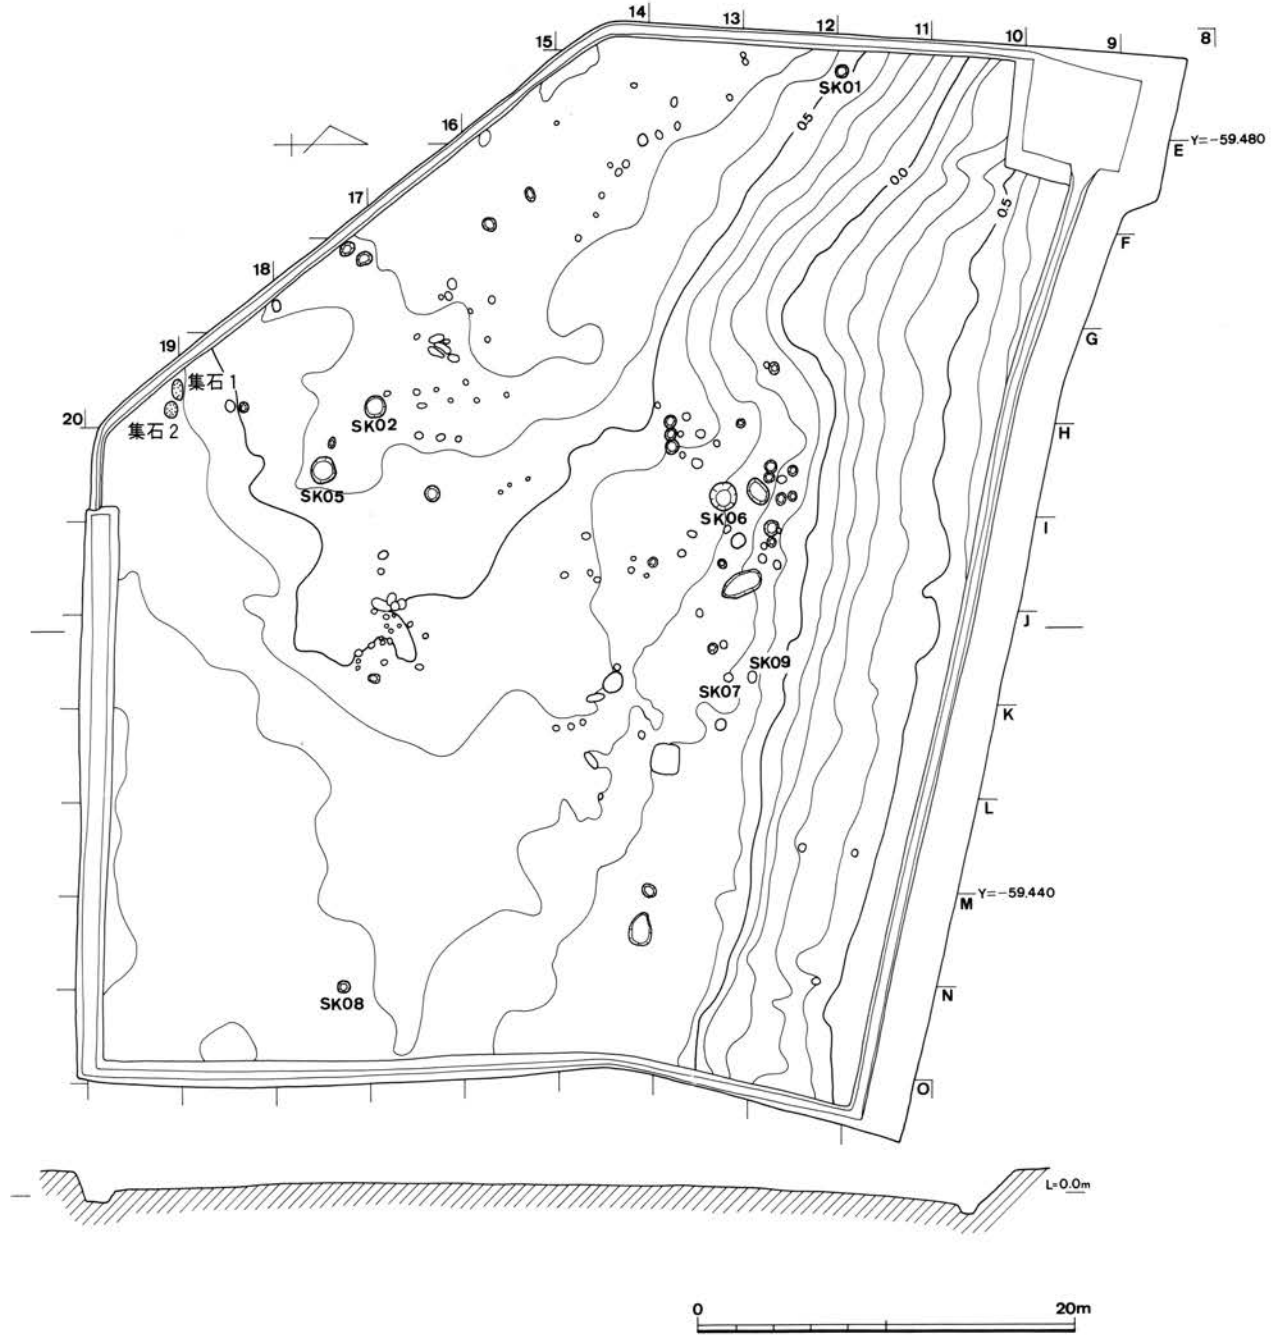 8
9
10
11
12
13
14
15
16
17
18
19
20
SK01
0.5
0.0
0.5
E Y=-59.480
F
G
H
I
J
K
L
M Y=-59.440
N
O
集石1
集石2
SK02
SK05
SK06
SK09
SK07
SK08
L=0.0m
0 20m